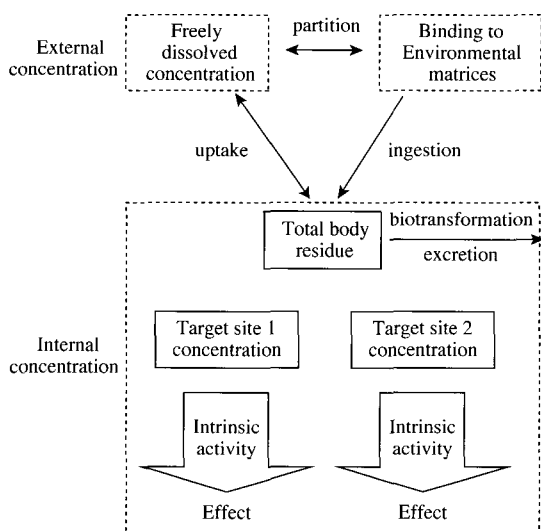 External
concentration
Freely
dissolved
concentration
partition
Binding to
Environmental
matrices
uptake
ingestion
Total body
residue
biotransformation
excretion
Internal
concentration
Target site 1
concentration
Target site 2
concentration
Intrinsic
activity
Intrinsic
activity
Effect
Effect